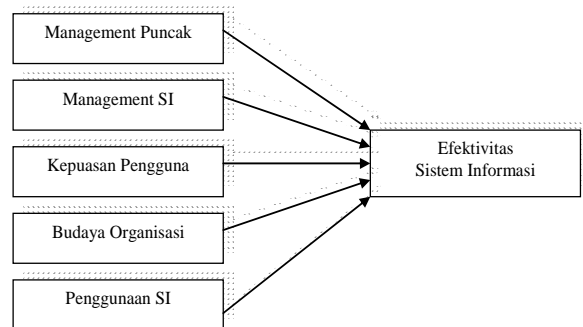 Management Puncak
Management SI
Kepuasan Pengguna
Budaya Organisasi
Penggunaan SI
Efektivitas
Sistem Informasi